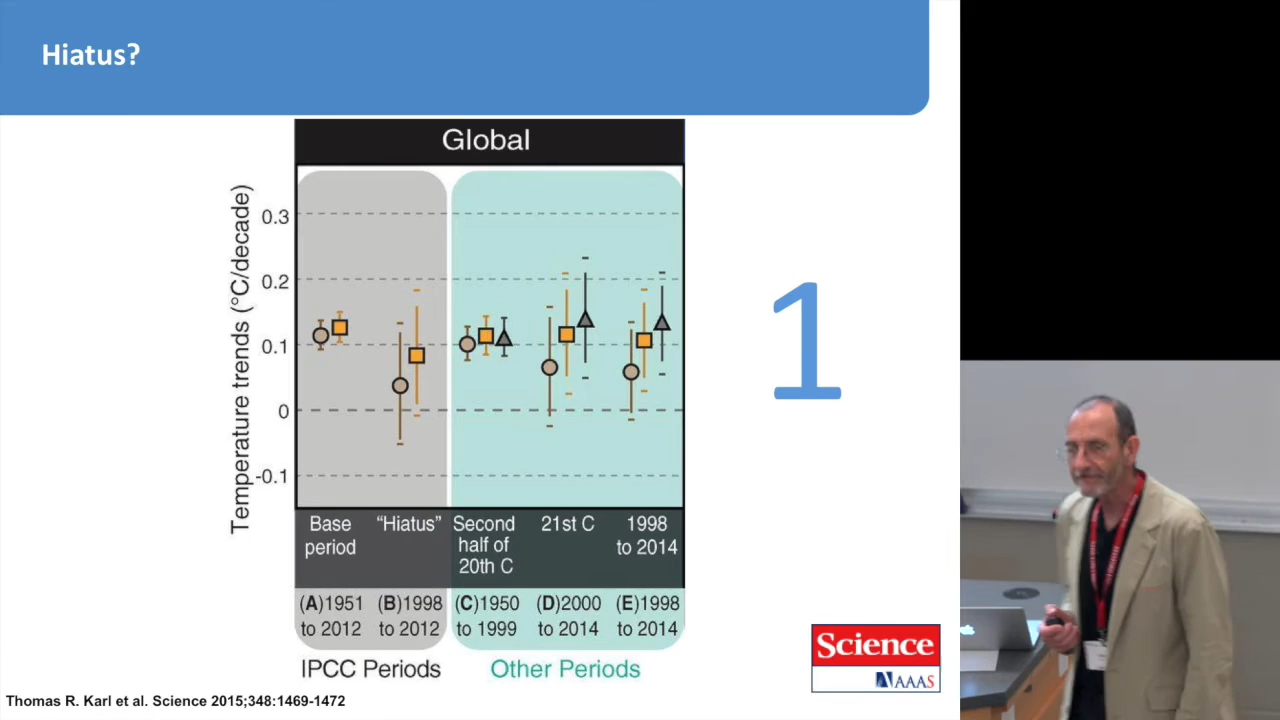 Hiatus?
Global
Temperature trends (°C/decade)
0.3
0.2
0.1
0
-0.1
Base
period
“Hiatus”
Second
half of
20th C
21st C
1998
to 2014
(A)1951
to 2012
(B)1998
to 2012
(C)1950
to 1999
(D)2000
to 2014
(E)1998
to 2014
IPCC Periods
Other Periods
1
Science
AAAS
Thomas R. Karl et al. Science 2015;348:1469-1472